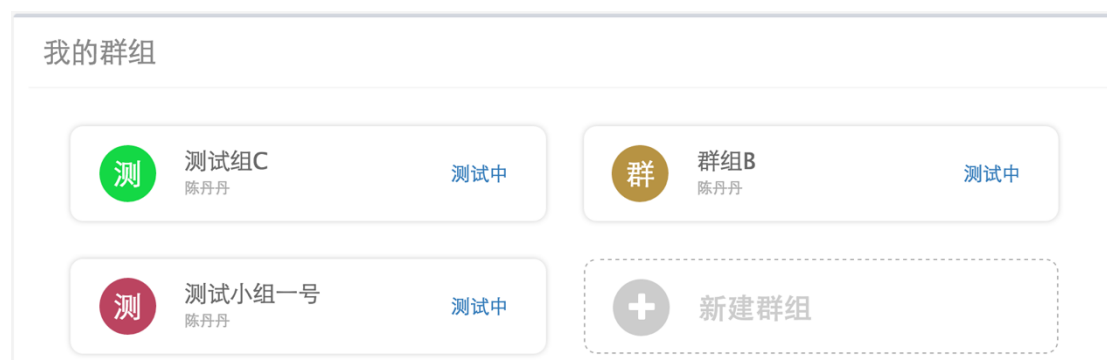 我的群组
测
测试组C
陈丹丹
测试中
群
群组B
陈丹丹
测试中
测
测试小组一号
陈丹丹
测试中
新建群组